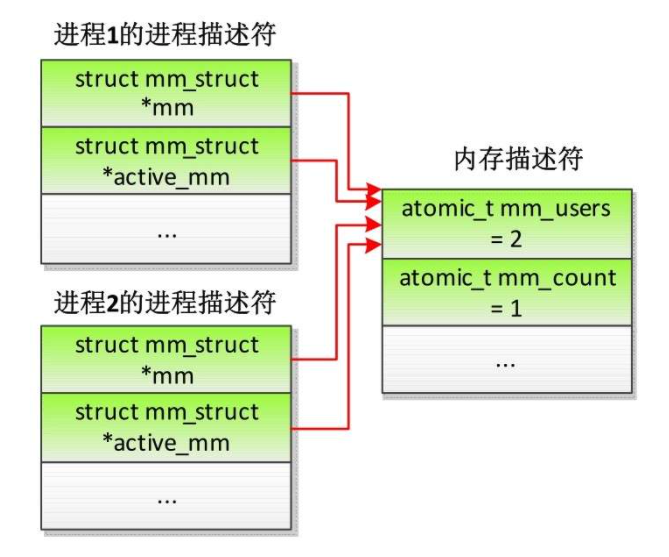 进程1的进程描述符
struct mm_struct
*mm
struct mm_struct
*active_mm
...
内存描述符
atomic_t mm_users
= 2
atomic_t mm_count
= 1
...
进程2的进程描述符
struct mm_struct
*mm
struct mm_struct
*active_mm
...